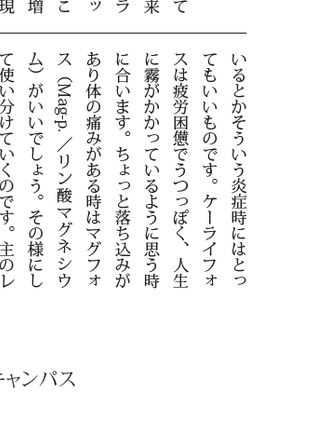 て
来
ラ
ッ
こ
増
現
いるとかそういう炎症時にはとっ
てもいいものです。ケーライフォ
スは疲労困憊でうつっぽく、人生
に霧がかかっているように思う時
に合います。ちょっと落ち込みが
あり体の痛みがある時はマグフォ
ス（Mag-p.／リン酸マグネシウ
ム）がいいでしょう。その様にし
て使い分けていくのです。主のレ
キャンパス